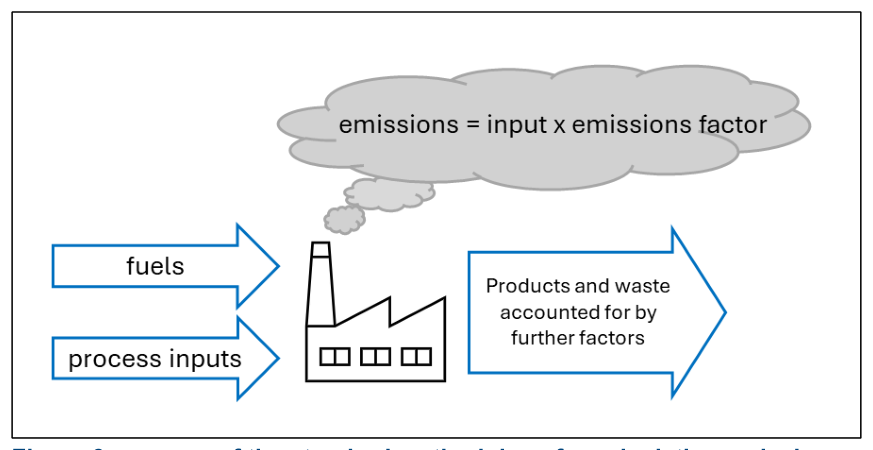 emissions = input x emissions factor
fuels
process inputs
Products and waste
accounted for by
further factors